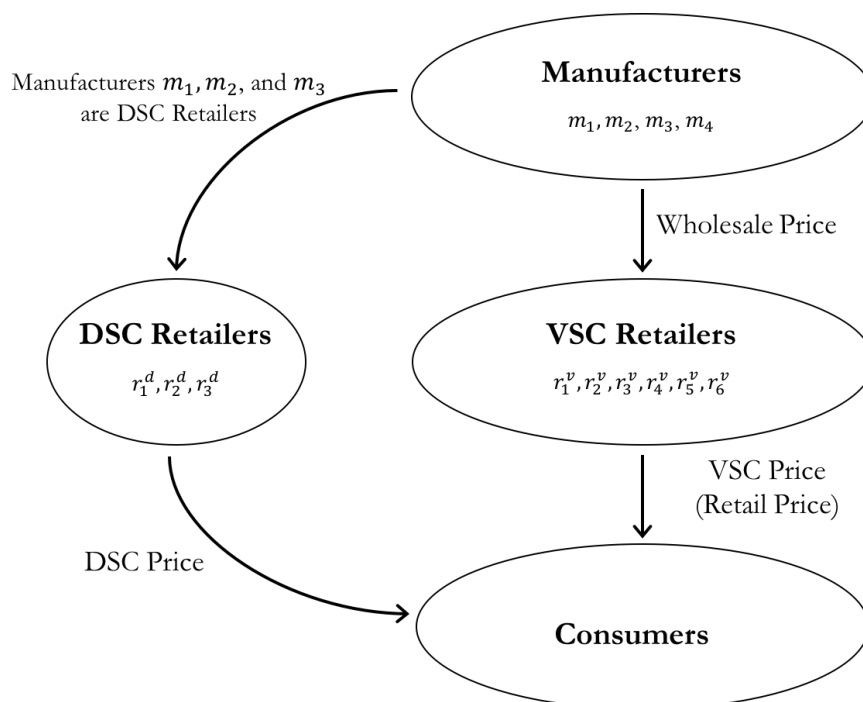 Manufacturers
Manufacturers m₁, m₂, and m₃
are DSC Retailers
m₁, m₂, m₃, m₄
Wholesale Price
DSC Retailers
VSC Retailers
r₁ᵈ, r₂ᵈ, r₃ᵈ
r₁ᵛ, r₂ᵛ, r₃ᵛ, r₄ᵛ, r₅ᵛ, r₆ᵛ
VSC Price
(Retail Price)
DSC Price
Consumers